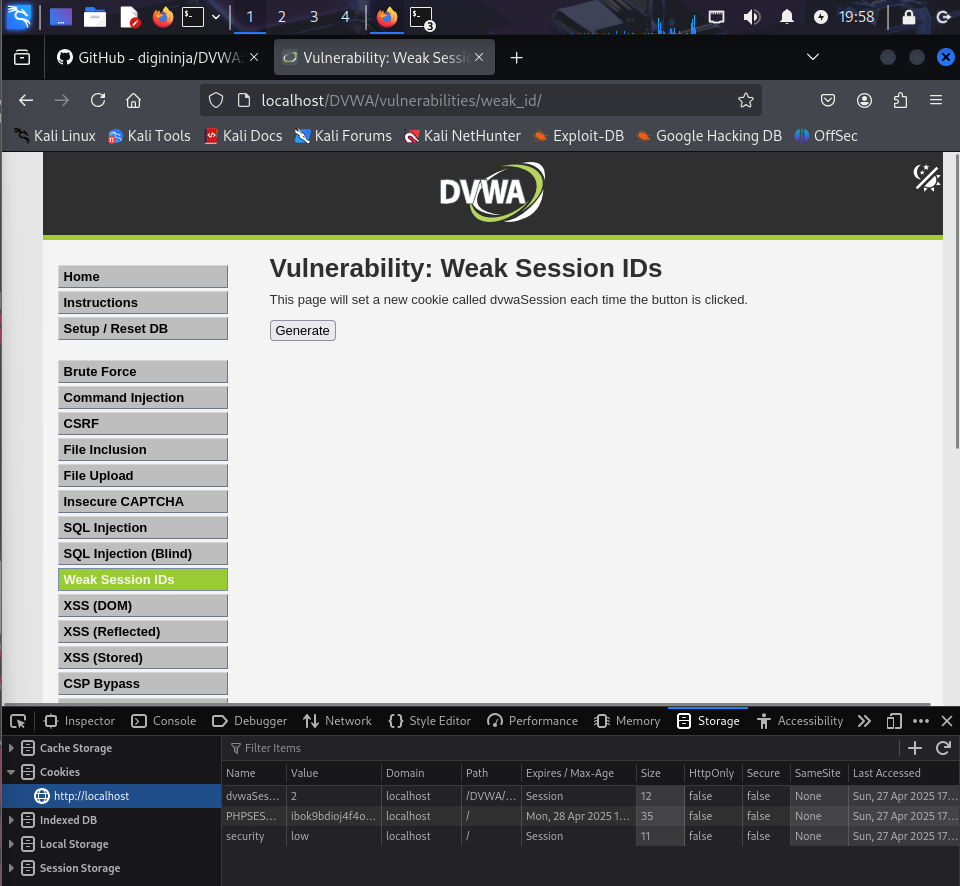 1 2 3 4 3 19:58
GitHub - digininja/DVWA: Vulnerability: Weak Sessio
localhost/DVWA/vulnerabilities/weak_id/
Kali Linux Kali Tools Kali Docs Kali Forums Kali NetHunter Exploit-DB Google Hacking DB OffSec
DVWA
Vulnerability: Weak Session IDs
This page will set a new cookie called dvwaSession each time the button is clicked.
Generate
Home
Instructions
Setup / Reset DB
Brute Force
Command Injection
CSRF
File Inclusion
File Upload
Insecure CAPTCHA
SQL Injection
SQL Injection (Blind)
Weak Session IDs
XSS (DOM)
XSS (Reflected)
XSS (Stored)
CSP Bypass
Inspector Console Debugger Network Style Editor Performance Memory Storage Accessibility
Cache Storage
Cookies
http://localhost
Indexed DB
Local Storage
Session Storage
Filter Items
Name Value Domain Path Expires / Max-Age Size HttpOnly Secure SameSite Last Accessed
dvwaSes... 2 localhost /DVWA/... Session 12 false false None Sun, 27 Apr 2025 17...
PHPSES... ibok9bdioj4f4o... localhost / Mon, 28 Apr 2025 1... 35 false false None Sun, 27 Apr 2025 17...
security low localhost / Session 11 false false None Sun, 27 Apr 2025 17...